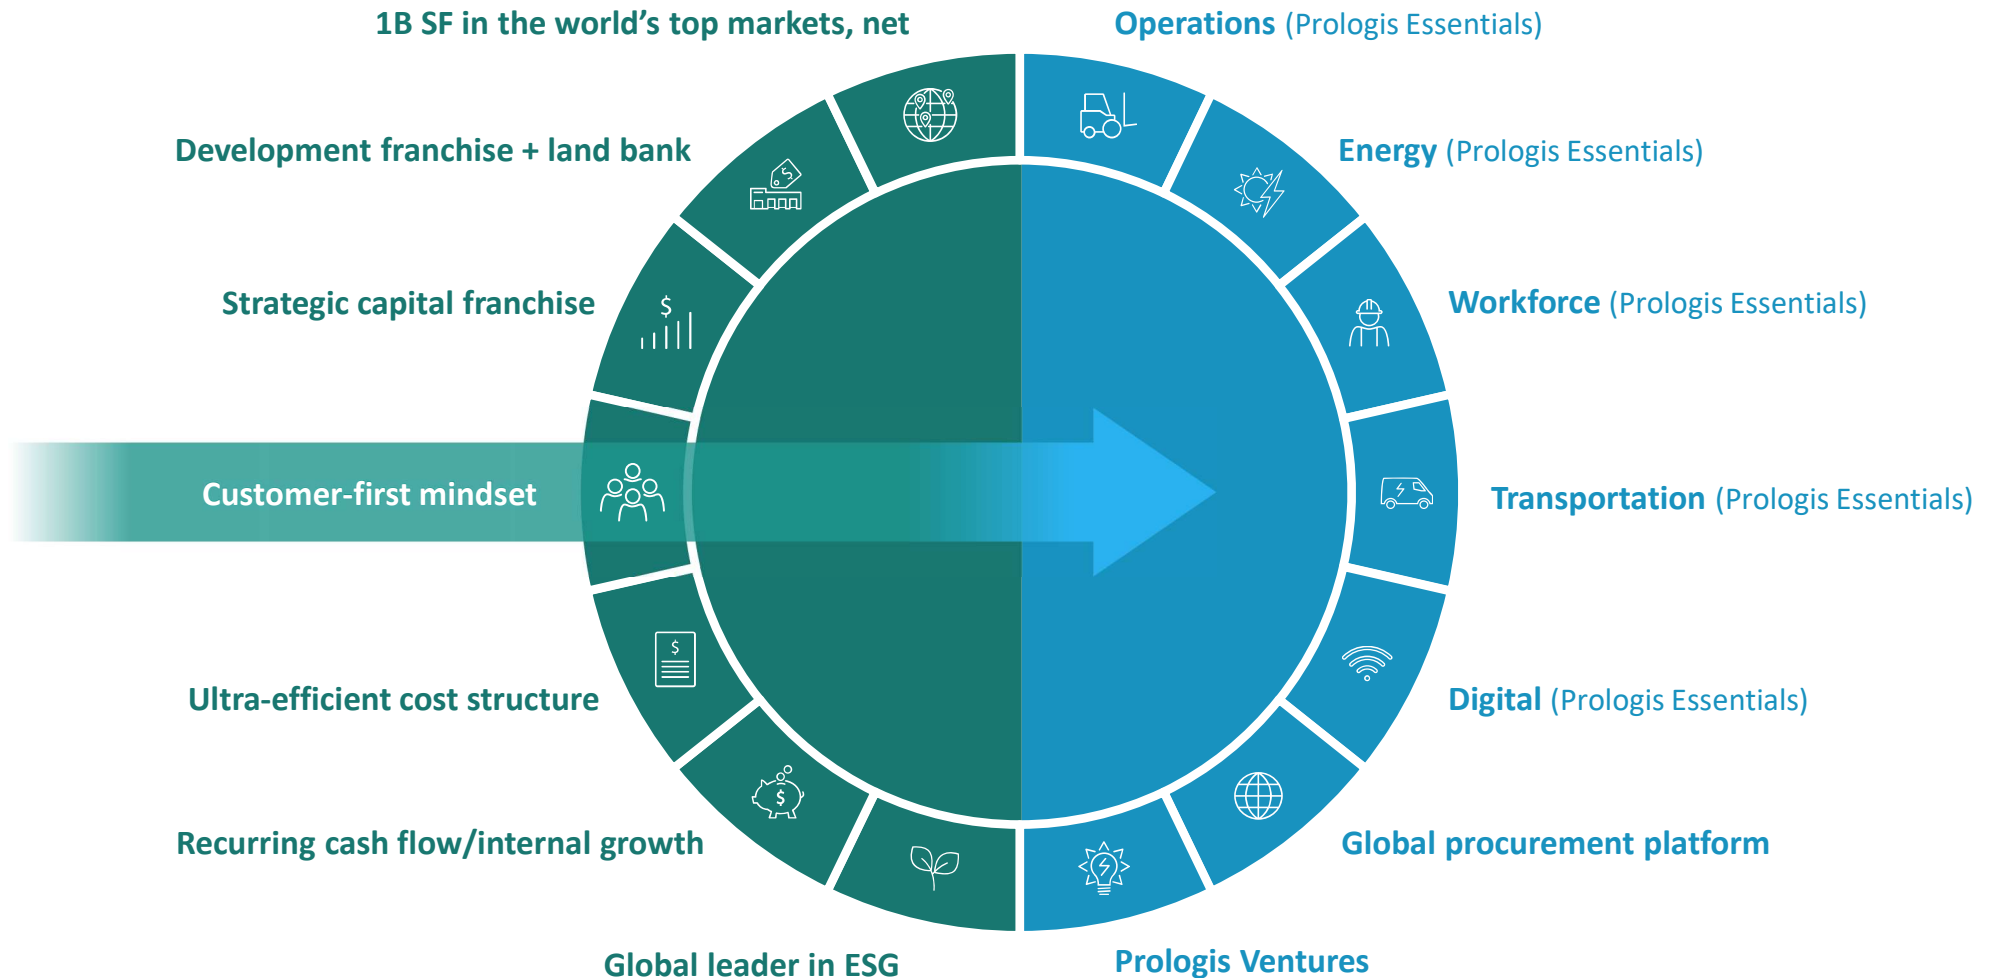 1B SF in the world’s top markets, net
Operations (Prologis Essentials)
Development franchise + land bank
Energy (Prologis Essentials)
Strategic capital franchise
$
Workforce (Prologis Essentials)
Customer-first mindset
Transportation (Prologis Essentials)
$
Ultra-efficient cost structure
Digital (Prologis Essentials)
$
Recurring cash flow/internal growth
Global procurement platform
Global leader in ESG
Prologis Ventures